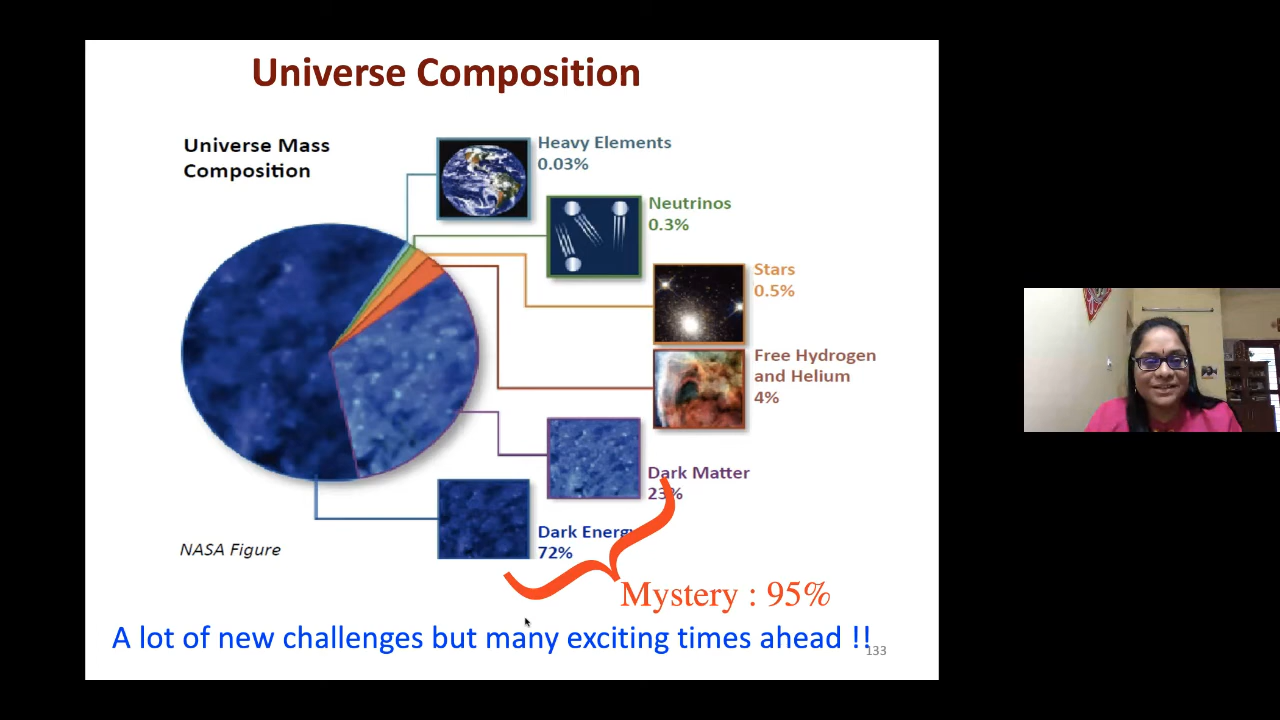 Universe Composition
Universe Mass
Composition
Heavy Elements
0.03%
Neutrinos
0.3%
Stars
0.5%
Free Hydrogen
and Helium
4%
Dark Matter
23%
Dark Energy
72%
NASA Figure
Mystery : 95%
A lot of new challenges but many exciting times ahead !!
133